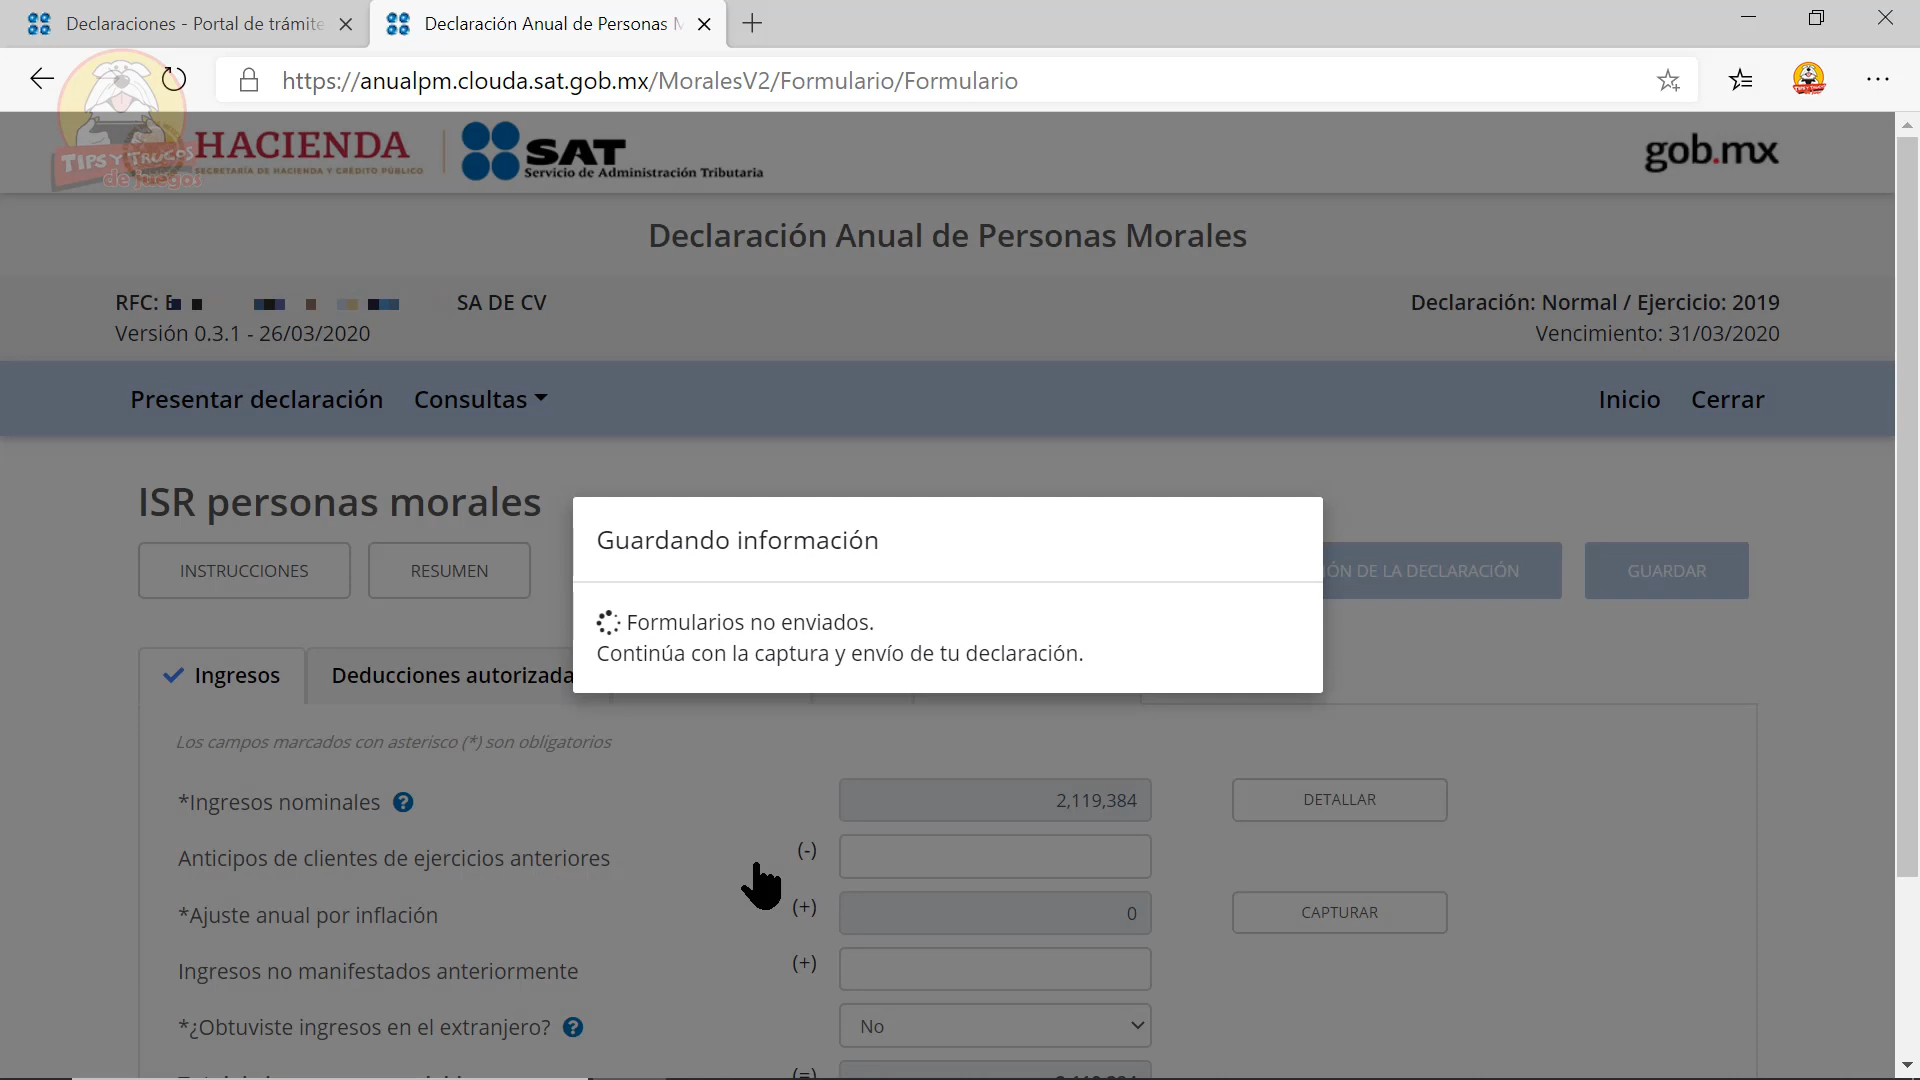 Declaraciones - Portal de trámite
Declaración Anual de Personas M
https://anualpm.clouda.sat.gob.mx/MoralesV2/Formulario/Formulario
TIPS Y TRUCOS
de juegos
HACIENDA
SECRETARÍA DE HACIENDA Y CRÉDITO PÚBLICO
SAT
Servicio de Administración Tributaria
gob.mx
Declaración Anual de Personas Morales
RFC: SA DE CV
Declaración: Normal / Ejercicio: 2019
Versión 0.3.1 - 26/03/2020
Vencimiento: 31/03/2020
Presentar declaración
Consultas
Inicio
Cerrar
ISR personas morales
INSTRUCCIONES
RESUMEN
IÓN DE LA DECLARACIÓN
GUARDAR
Guardando información
Formularios no enviados.
Continúa con la captura y envío de tu declaración.
Ingresos
Deducciones autorizada
Los campos marcados con asterisco (*) son obligatorios
*Ingresos nominales ? 2,119,384 DETALLAR
Anticipos de clientes de ejercicios anteriores (-)
*Ajuste anual por inflación (+) 0 CAPTURAR
Ingresos no manifestados anteriormente (+)
*¿Obtuviste ingresos en el extranjero? ? No
(=)